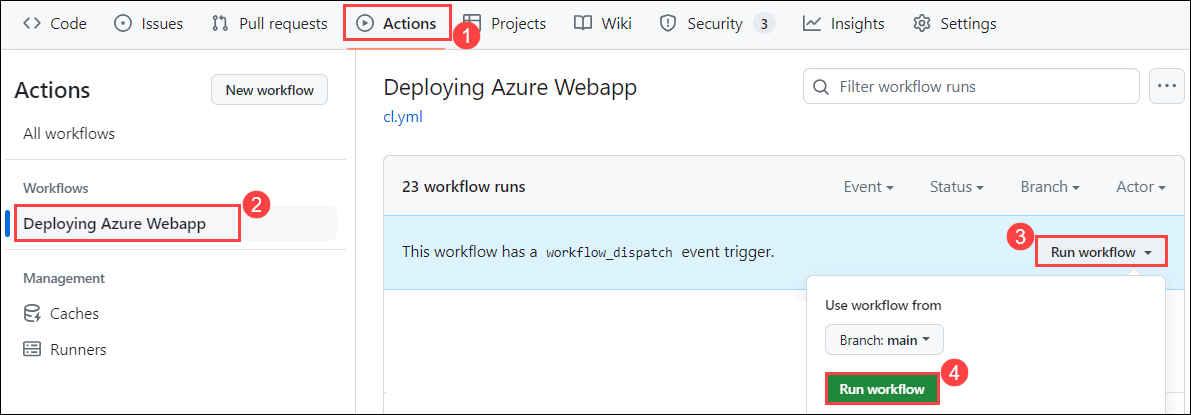 Code Issues Pull requests Actions Projects Wiki Security 3 Insights Settings
1
Actions New workflow
All workflows
Workflows
Deploying Azure Webapp
2
Management
Caches
Runners
Deploying Azure Webapp
cl.yml
Filter workflow runs
23 workflow runs Event Status Branch Actor
This workflow has a workflow_dispatch event trigger.
3
Run workflow
Use workflow from
Branch: main
Run workflow
4